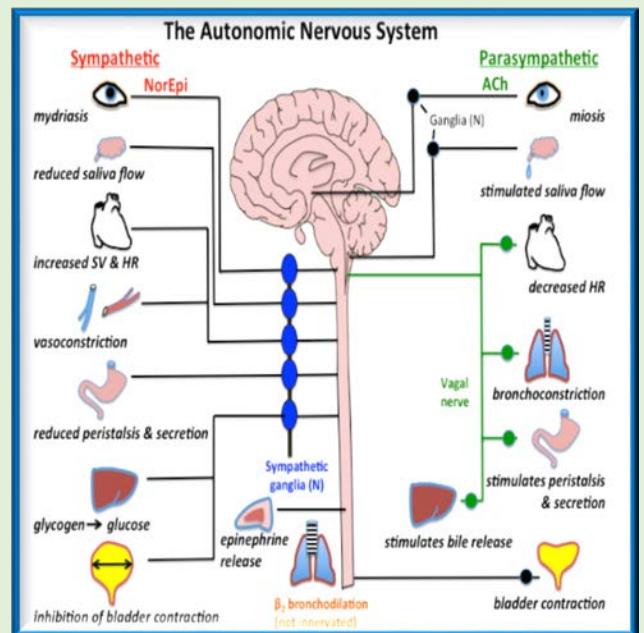 The Autonomic Nervous System
Sympathetic
NorEpi
mydriasis
reduced saliva flow
increased SV & HR
vasoconstriction
reduced peristalsis & secretion
glycogen → glucose
inhibition of bladder contraction
Sympathetic
ganglia (N)
epinephrine
release
β₂ bronchodilation
(not innervated)
Parasympathetic
ACh
Ganglia (N)
miosis
stimulated saliva flow
decreased HR
Vagal
nerve
bronchoconstriction
stimulates peristalsis
& secretion
stimulates bile release
bladder contraction